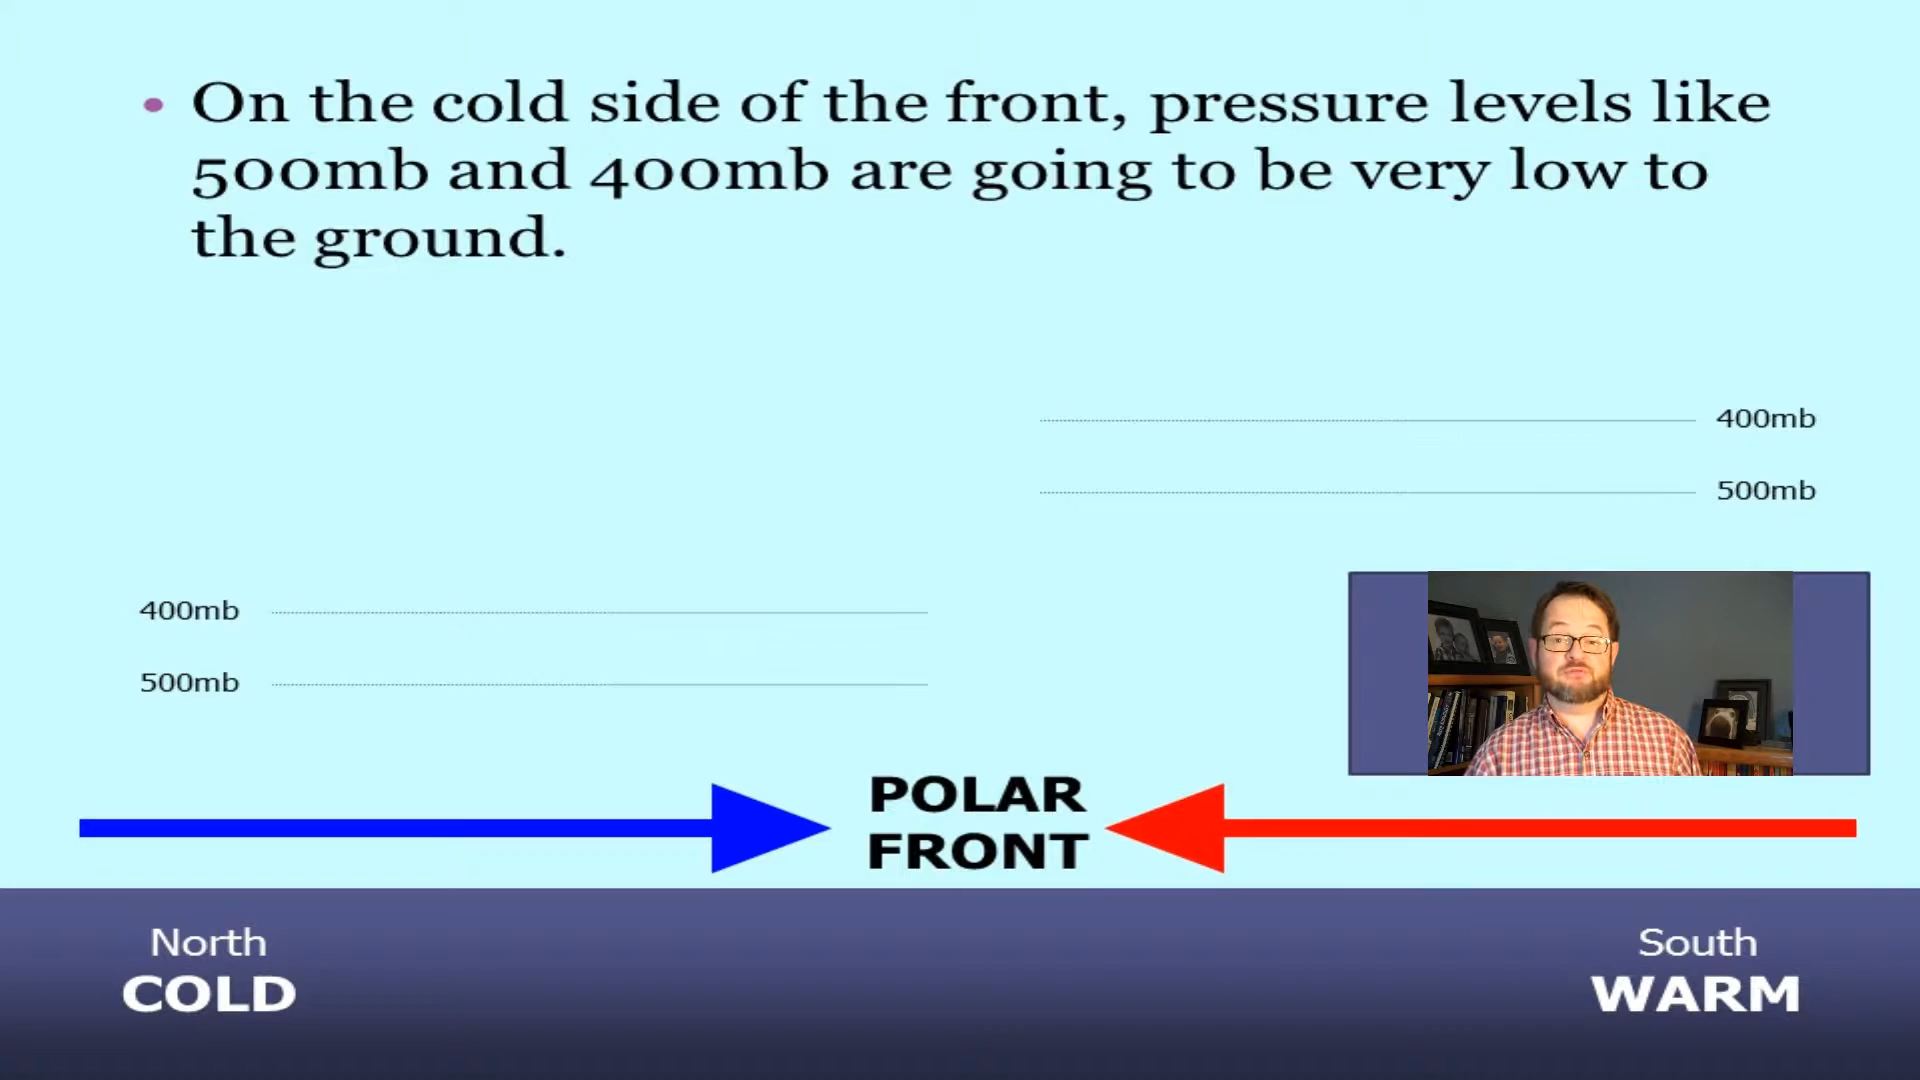 • On the cold side of the front, pressure levels like
500mb and 400mb are going to be very low to
the ground.
400mb
500mb
400mb
500mb
POLAR
FRONT
North
COLD
South
WARM